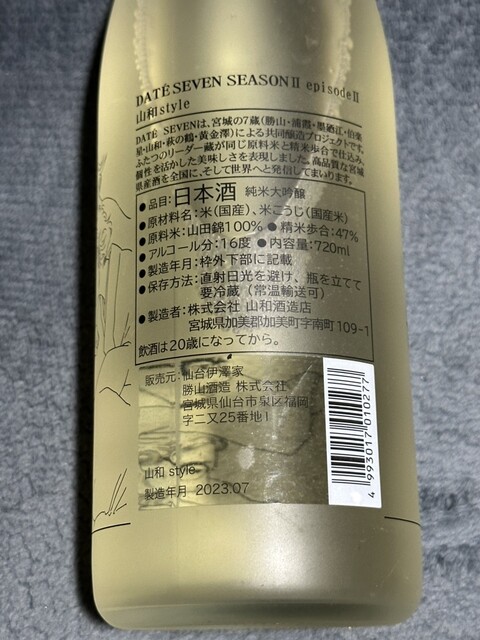 DATÉ SEVEN SEASONⅡ episodeⅡ
山和style
DATÉ SEVENは、宮城の7蔵(勝山・浦霞・墨廼江・伯楽
星・山和・萩の鶴・黄金澤)による共同醸造プロジェクトです。
ふたつのリーダー蔵が同じ原料米と精米歩合で仕込み、
個性を活かした美味しさを表現しました。高品質な宮城
県産酒を全国に、そして世界へと発信してまいります。
●品目:日本酒 純米大吟醸
●原材料名:米(国産)、米こうじ(国産米)
●原料米:山田錦100% ●精米歩合:47%
●アルコール分:16度 ●内容量:720ml
●製造年月:枠外下部に記載
●保存方法:直射日光を避け、瓶を立てて
要冷蔵(常温輸送可)
●製造者:株式会社 山和酒造店
宮城県加美郡加美町字南町109-1
飲酒は20歳になってから。
販売元:仙台伊澤家
勝山酒造 株式会社
宮城県仙台市泉区福岡
字二又25番地1
山和 style
製造年月 2023.07
4 993017 010277